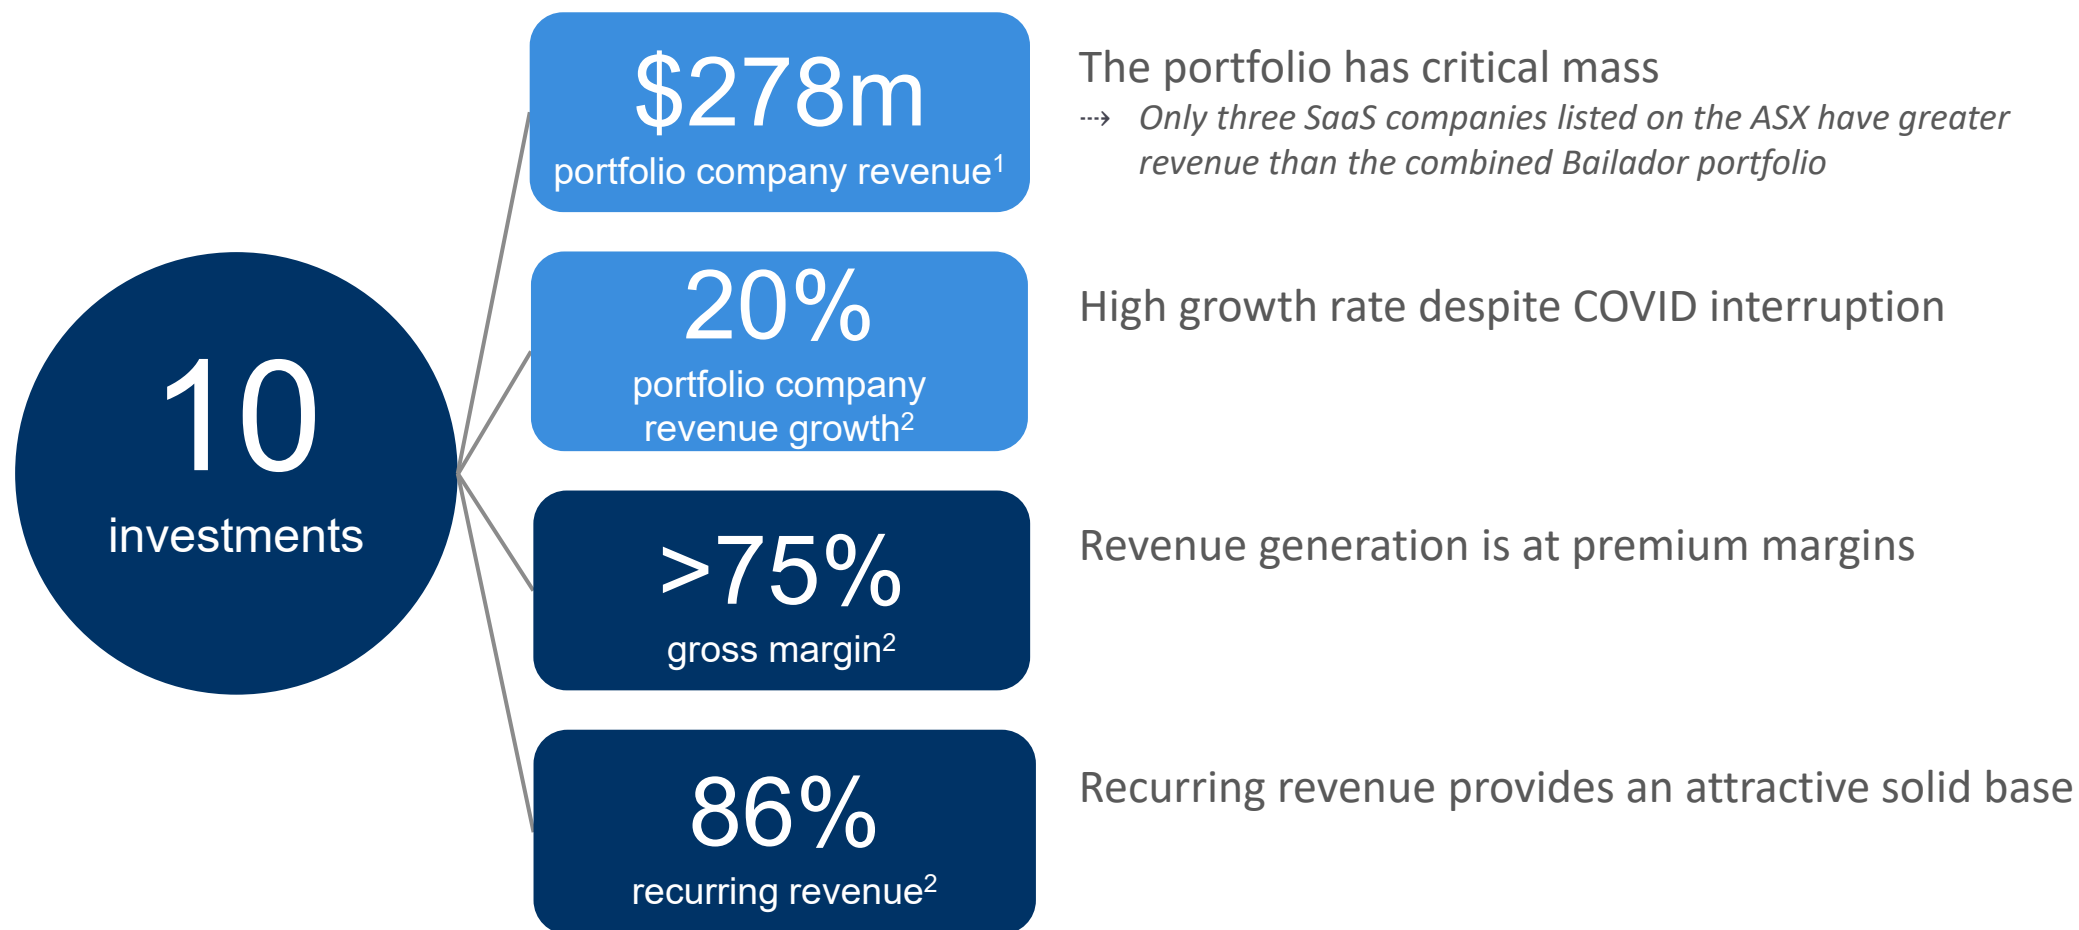 10
investments
$278m
portfolio company revenue1
The portfolio has critical mass
⇢ Only three SaaS companies listed on the ASX have greater
revenue than the combined Bailador portfolio
20%
portfolio company
revenue growth2
High growth rate despite COVID interruption
>75%
gross margin2
Revenue generation is at premium margins
86%
recurring revenue2
Recurring revenue provides an attractive solid base